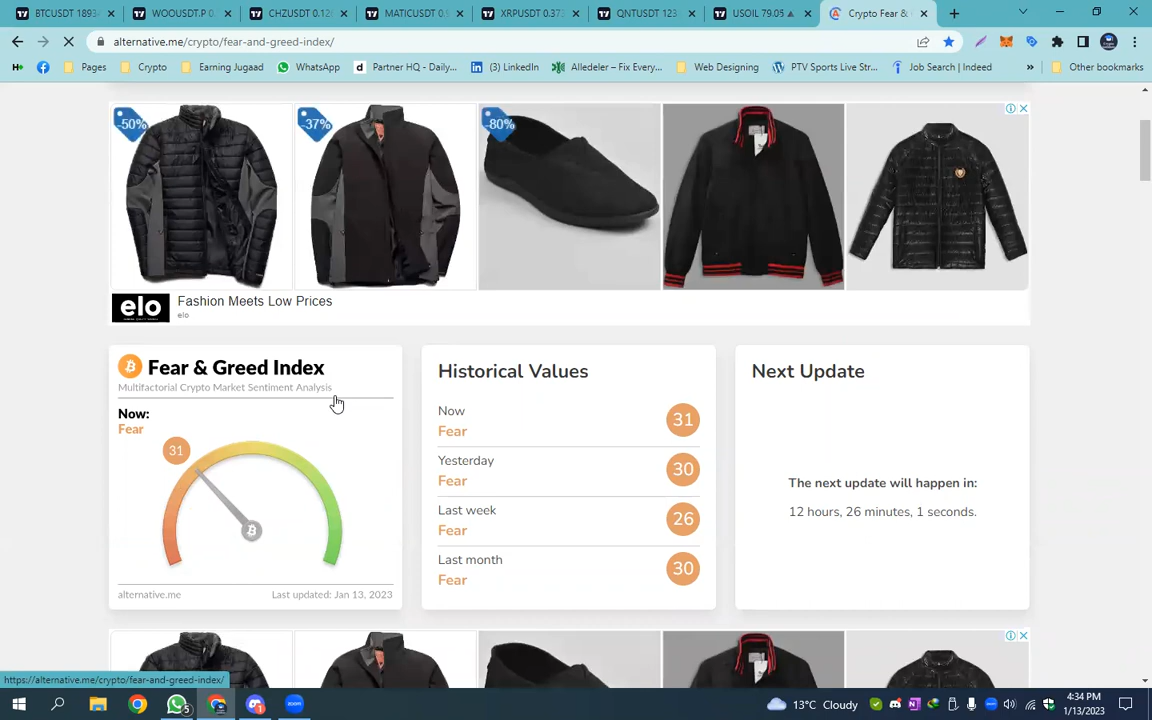 BTCUSDT 1893
WOOUSDT.P 0.
CHZUSDT 0.12
MATICUSDT 0.
XRPUSDT 0.37
QNTUSDT 123
USOIL 79.05 ▲
Crypto Fear &
alternative.me/crypto/fear-and-greed-index/
Pages
Crypto
Earning Jugaad
WhatsApp
Partner HQ - Daily...
(3) LinkedIn
Alledeler – Fix Every...
Web Designing
PTV Sports Live Str...
Job Search | Indeed
»
Other bookmarks
-50%
-37%
-80%
elo
Fashion Meets Low Prices
elo
Fear & Greed Index
Multifactorial Crypto Market Sentiment Analysis
Now:
Fear
31
alternative.me
Last updated: Jan 13, 2023
Historical Values
Now
Fear
31
Yesterday
Fear
30
Last week
Fear
26
Last month
Fear
30
Next Update
The next update will happen in:
12 hours, 26 minutes, 1 seconds.
https://alternative.me/crypto/fear-and-greed-index/
13°C Cloudy
4:34 PM
1/13/2023